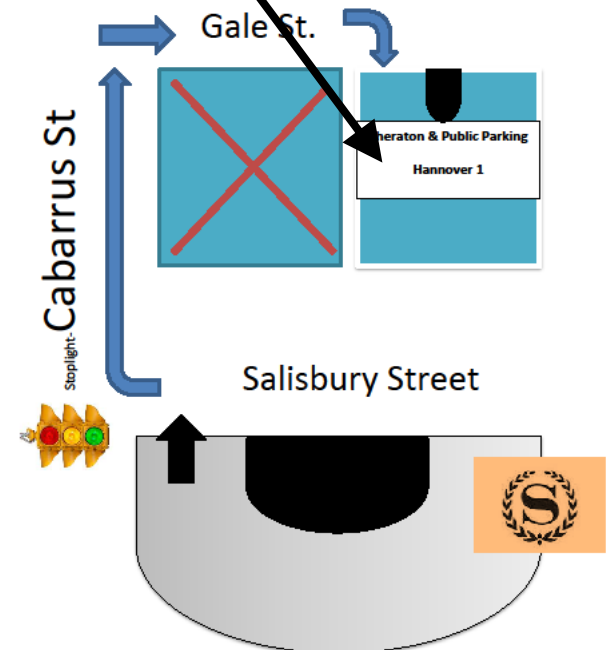 Gale St.
heraton & Public Parking
Hannover 1
Stoplight-Cabarrus St
Salisbury Street
S